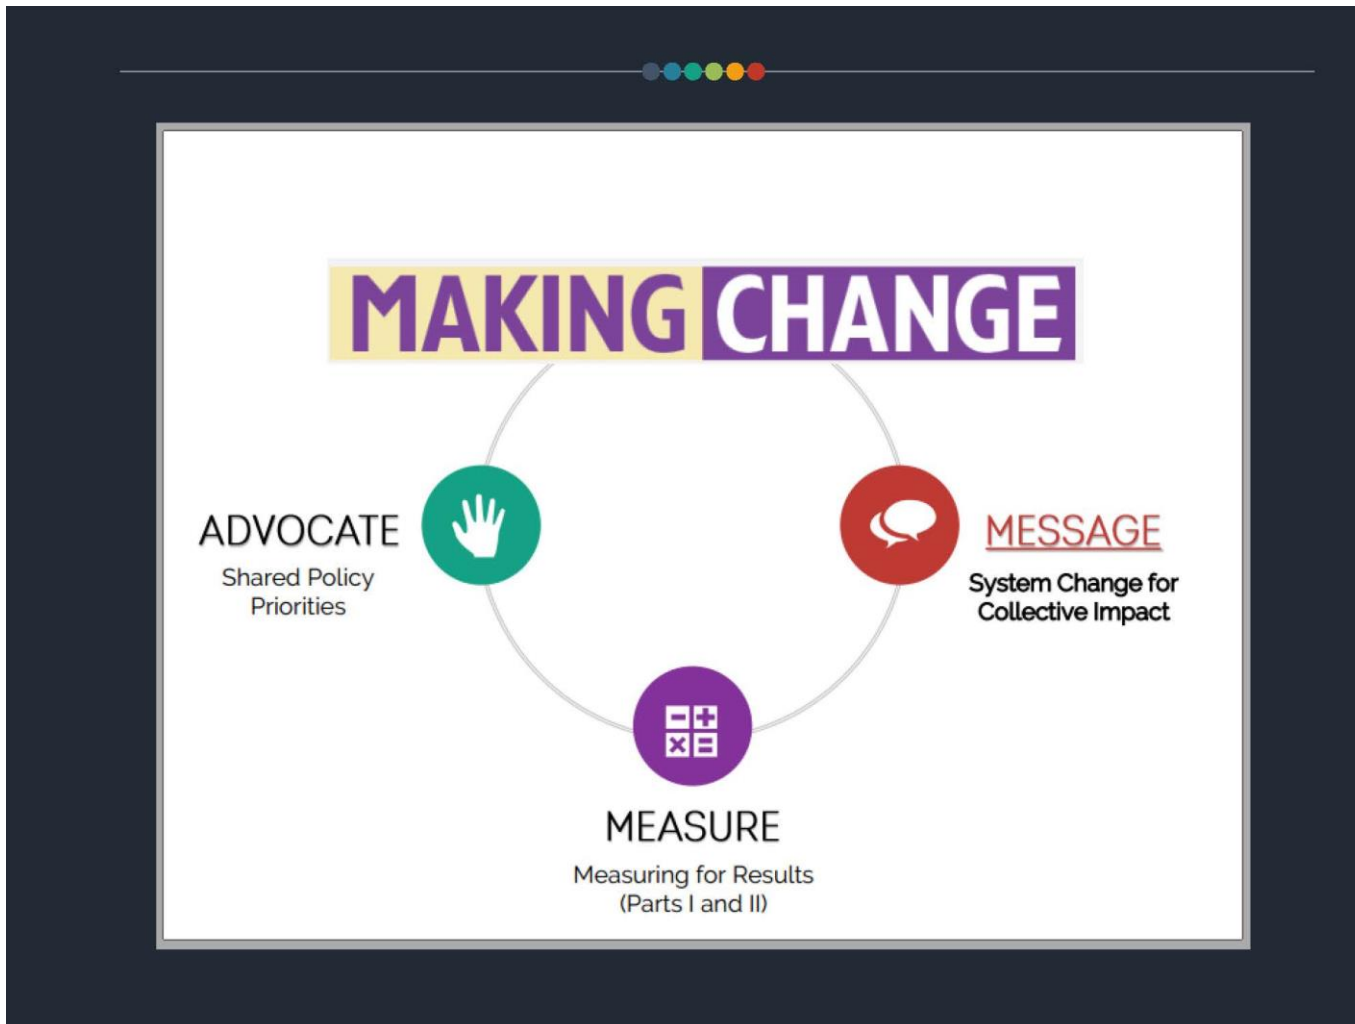 MAKING CHANGE
ADVOCATE
Shared Policy
Priorities
MESSAGE
System Change for
Collective Impact
MEASURE
Measuring for Results
(Parts I and II)